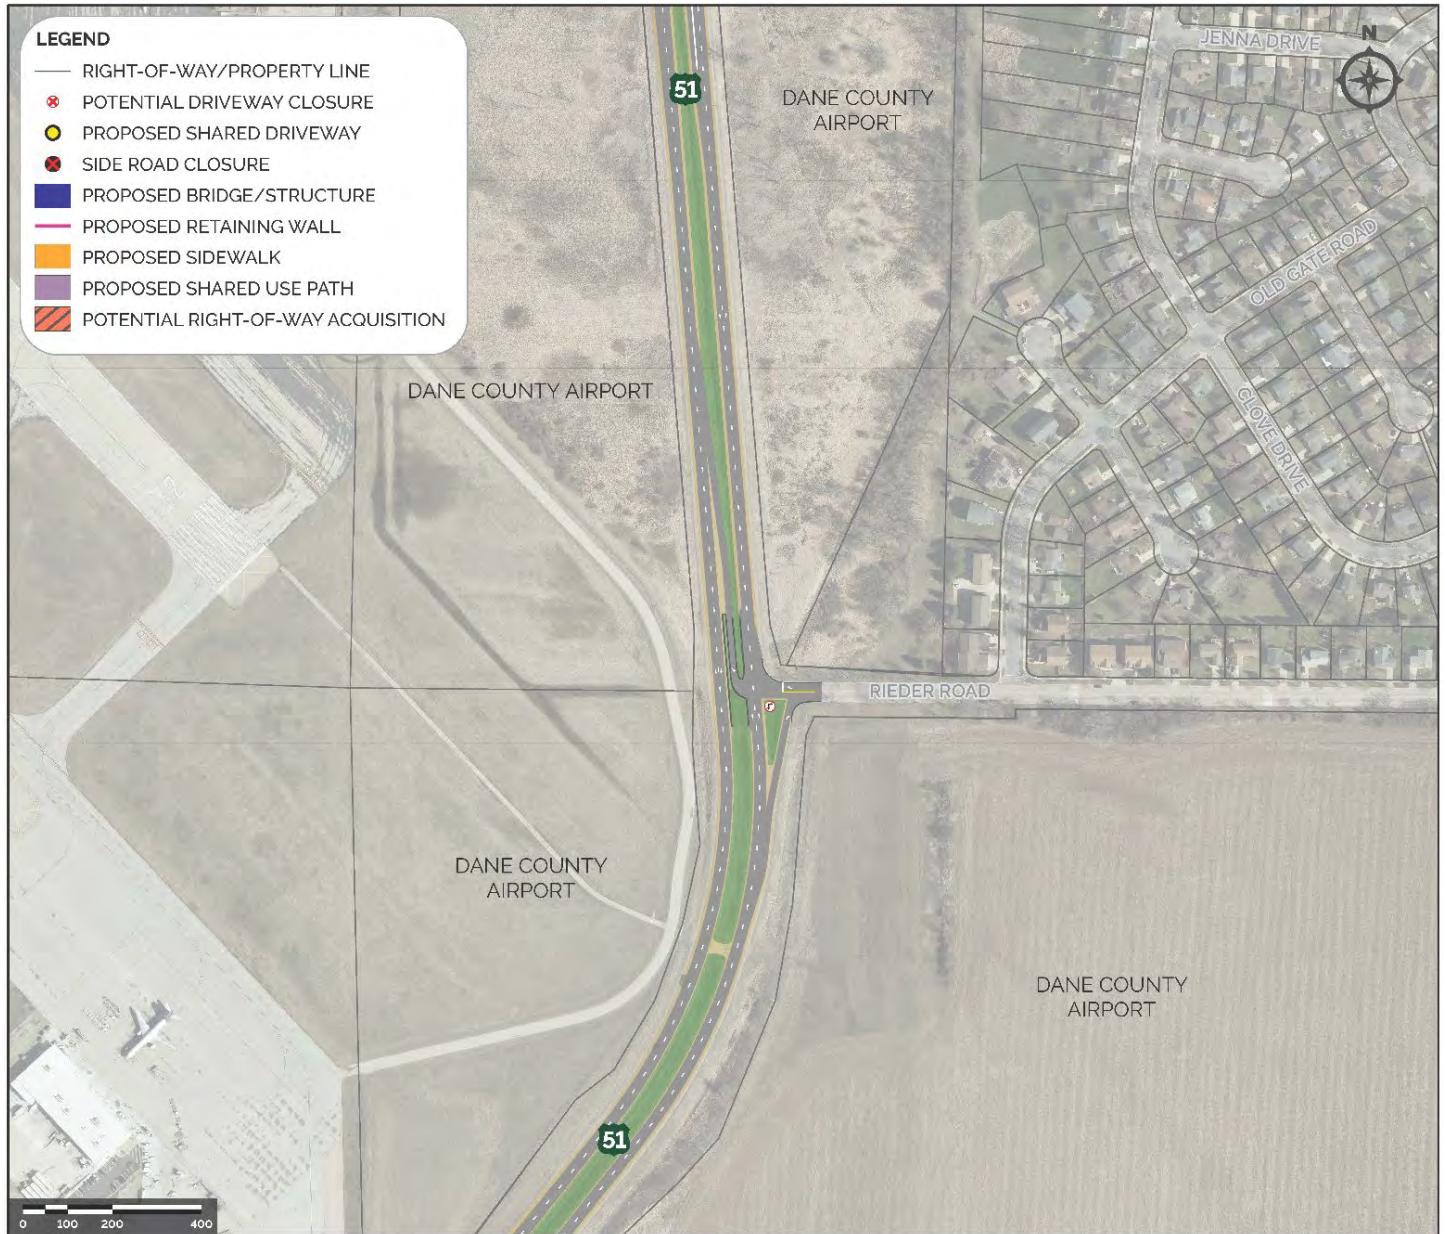 LEGEND
RIGHT-OF-WAY/PROPERTY LINE
POTENTIAL DRIVEWAY CLOSURE
PROPOSED SHARED DRIVEWAY
SIDE ROAD CLOSURE
PROPOSED BRIDGE/STRUCTURE
PROPOSED RETAINING WALL
PROPOSED SIDEWALK
PROPOSED SHARED USE PATH
POTENTIAL RIGHT-OF-WAY ACQUISITION
51
DANE COUNTY
AIRPORT
JENNA DRIVE
N
OLD GATE ROAD
CLOVE DRIVE
DANE COUNTY AIRPORT
RIEDER ROAD
DANE COUNTY
AIRPORT
DANE COUNTY
AIRPORT
51
0 100 200 400